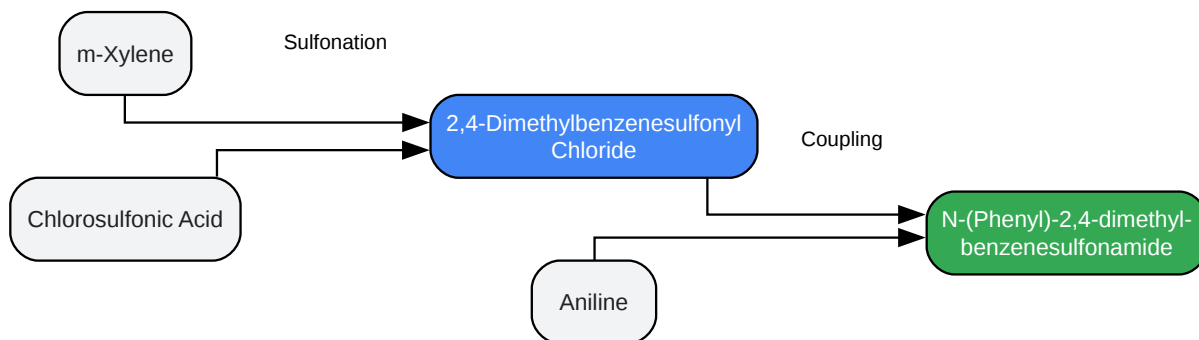 m-Xylene
Sulfonation
Chlorosulfonic Acid
2,4-Dimethylbenzenesulfonyl
Chloride
Coupling
Aniline
N-(Phenyl)-2,4-dimethyl-
benzenesulfonamide